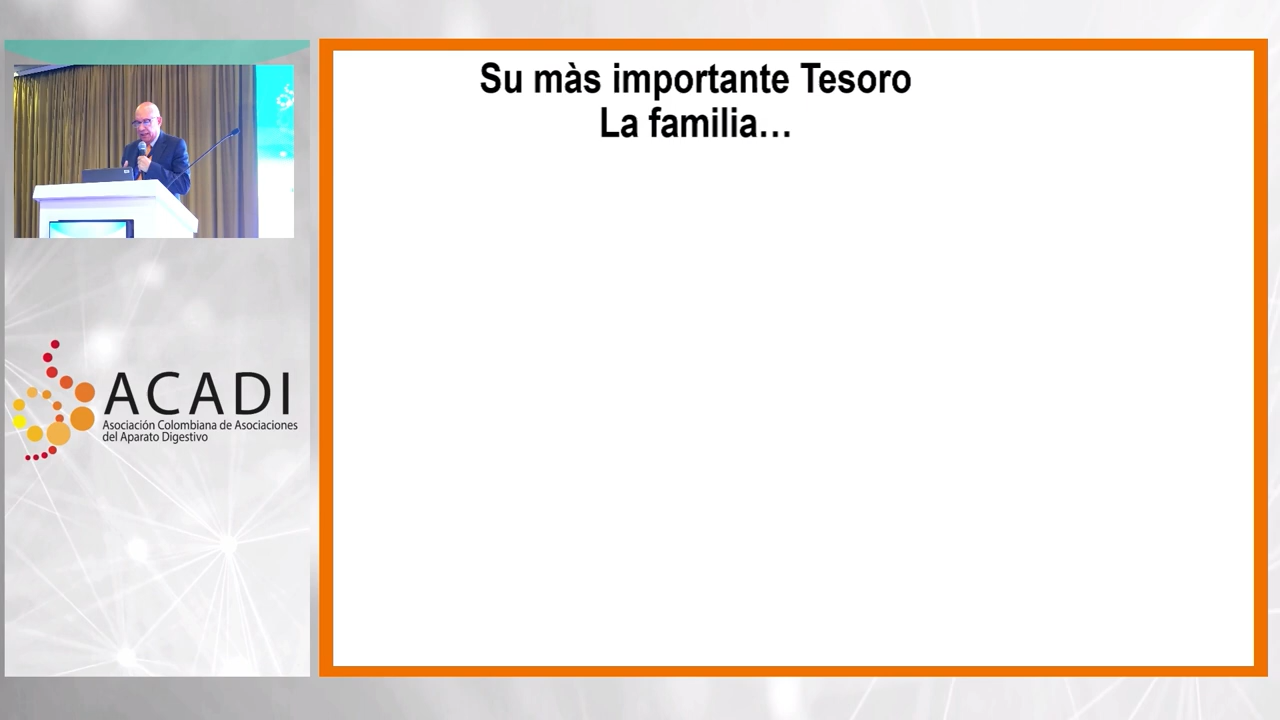 Su màs importante Tesoro
La familia…
ACADI
Asociación Colombiana de Asociaciones
del Aparato Digestivo